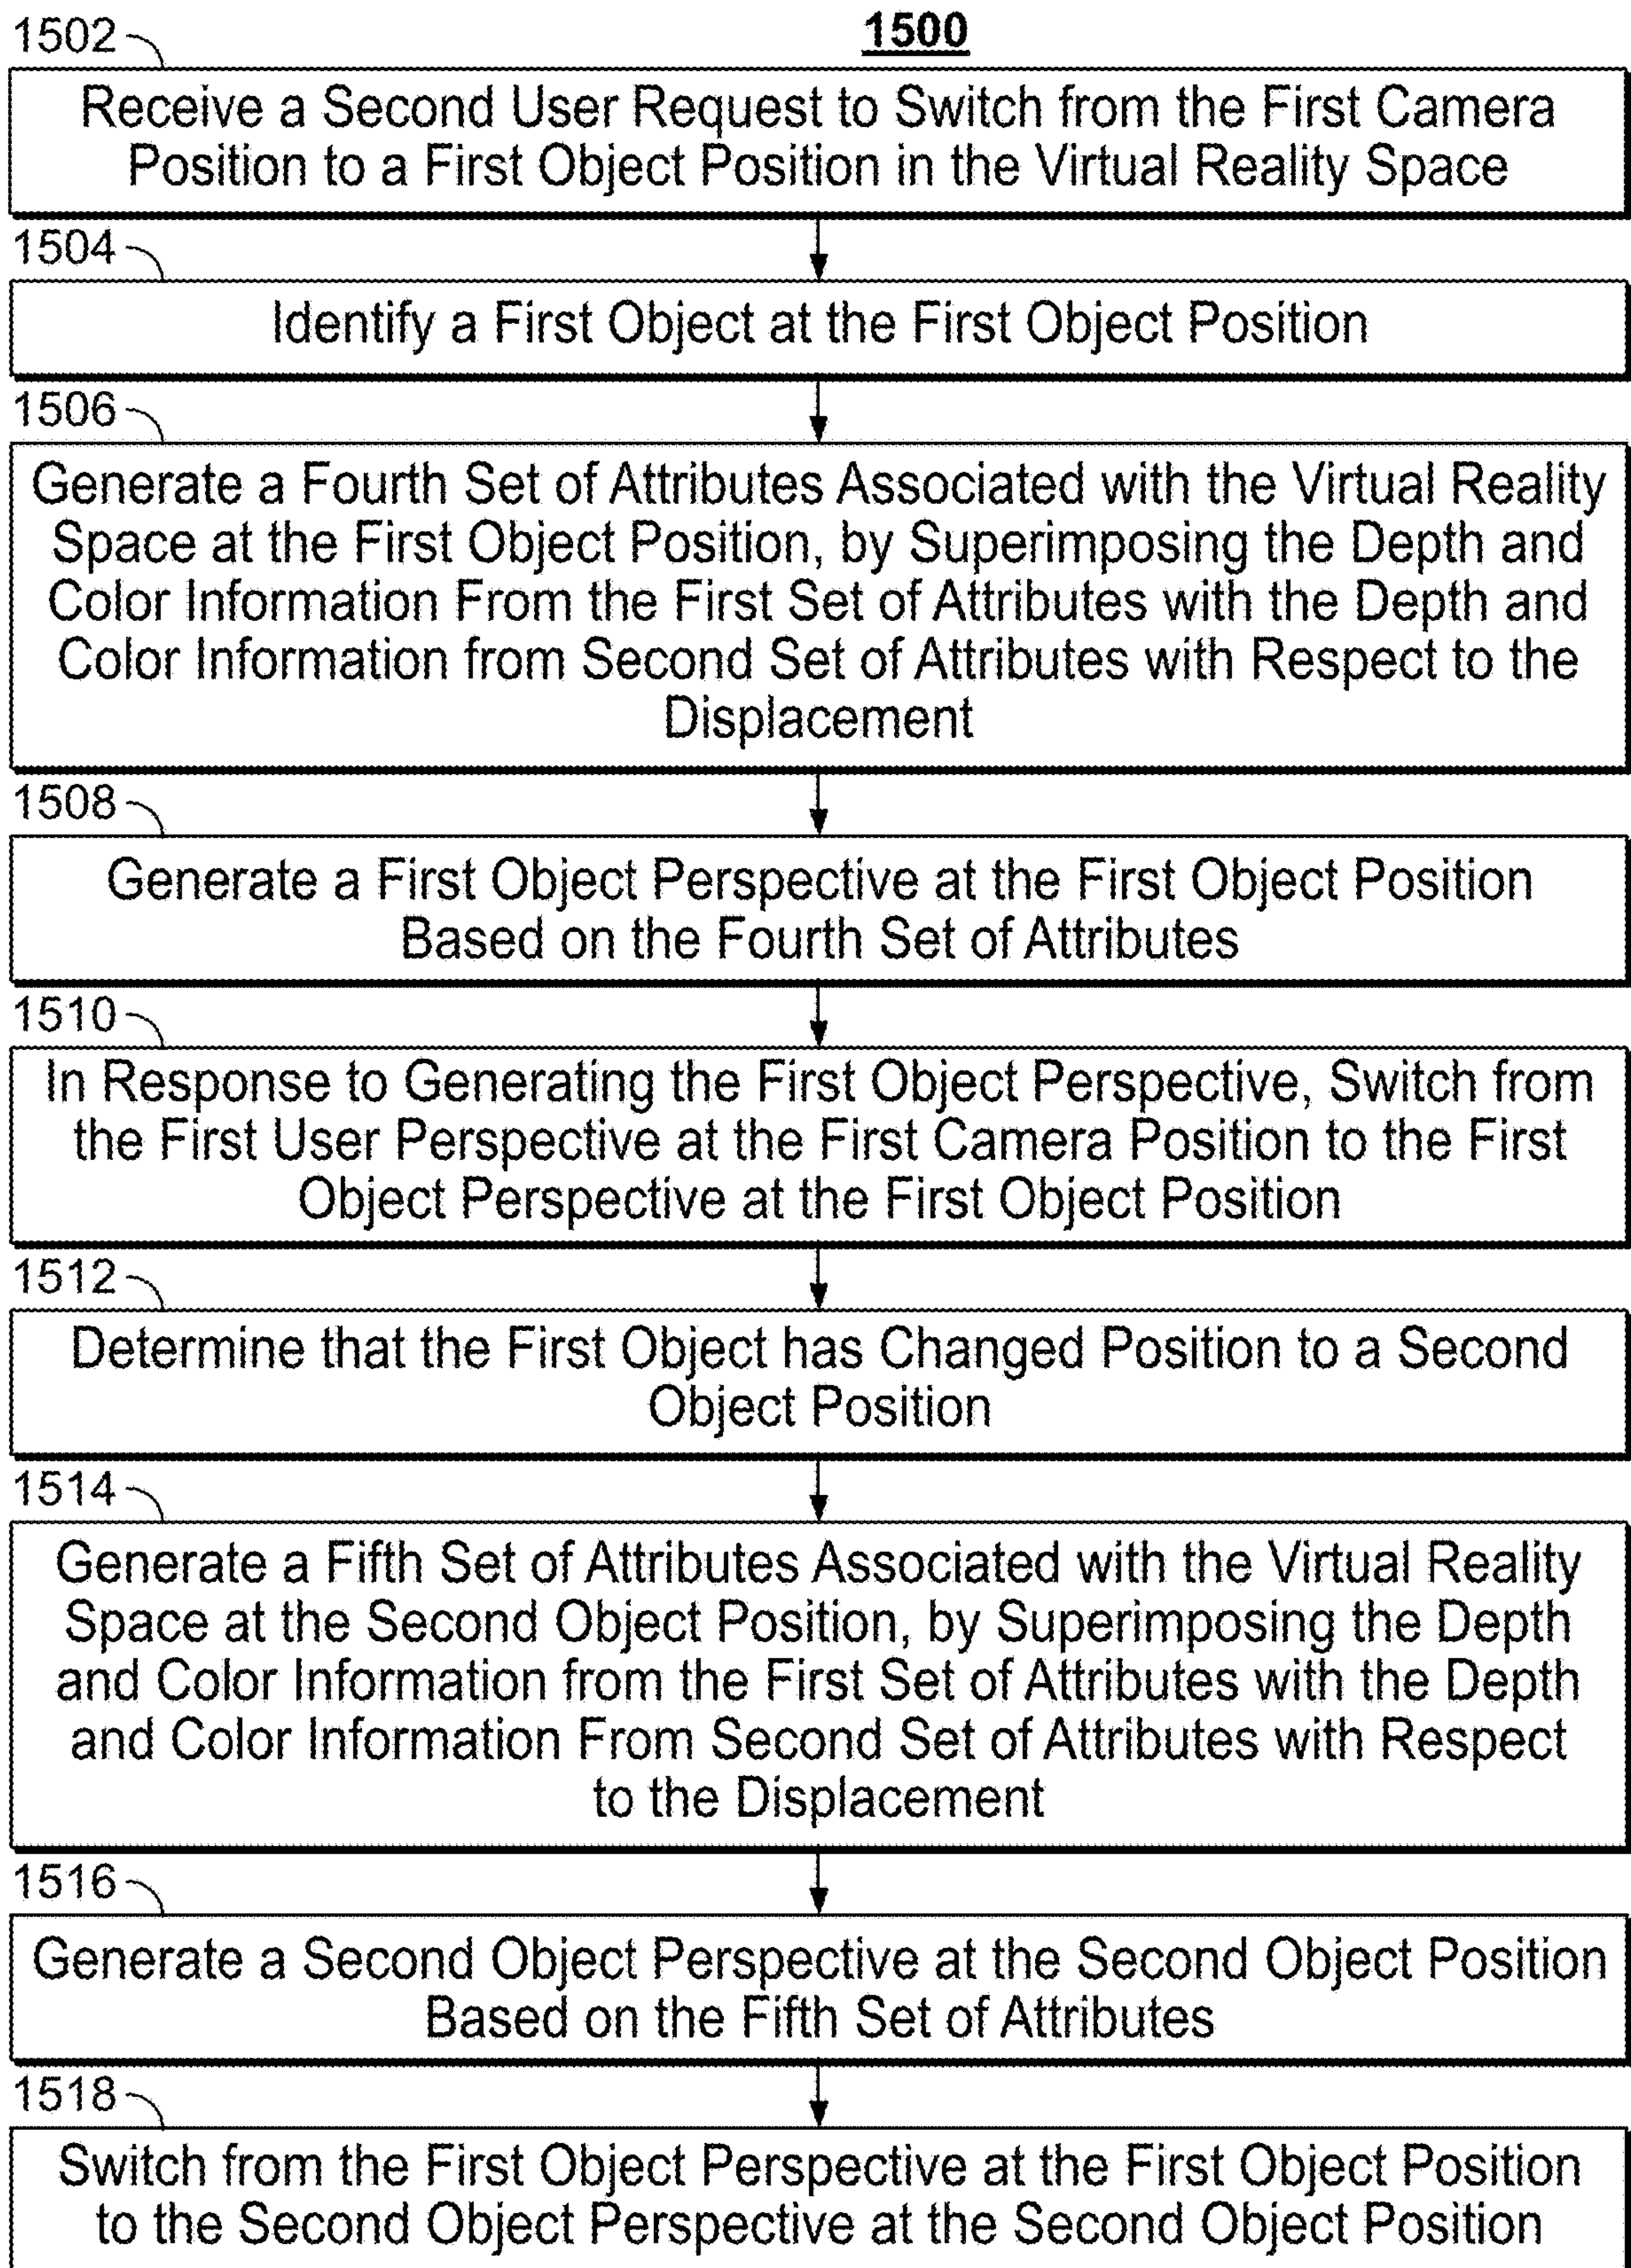 1500
1502
Receive a Second User Request to Switch from the First Camera
Position to a First Object Position in the Virtual Reality Space
1504
Identify a First Object at the First Object Position
1506
Generate a Fourth Set of Attributes Associated with the Virtual Reality
Space at the First Object Position, by Superimposing the Depth and
Color Information From the First Set of Attributes with the Depth and
Color Information from Second Set of Attributes with Respect to the
Displacement
1508
Generate a First Object Perspective at the First Object Position
Based on the Fourth Set of Attributes
1510
In Response to Generating the First Object Perspective, Switch from
the First User Perspective at the First Camera Position to the First
Object Perspective at the First Object Position
1512
Determine that the First Object has Changed Position to a Second
Object Position
1514
Generate a Fifth Set of Attributes Associated with the Virtual Reality
Space at the Second Object Position, by Superimposing the Depth
and Color Information from the First Set of Attributes with the Depth
and Color Information From Second Set of Attributes with Respect
to the Displacement
1516
Generate a Second Object Perspective at the Second Object Position
Based on the Fifth Set of Attributes
1518
Switch from the First Object Perspective at the First Object Position
to the Second Object Perspective at the Second Object Position